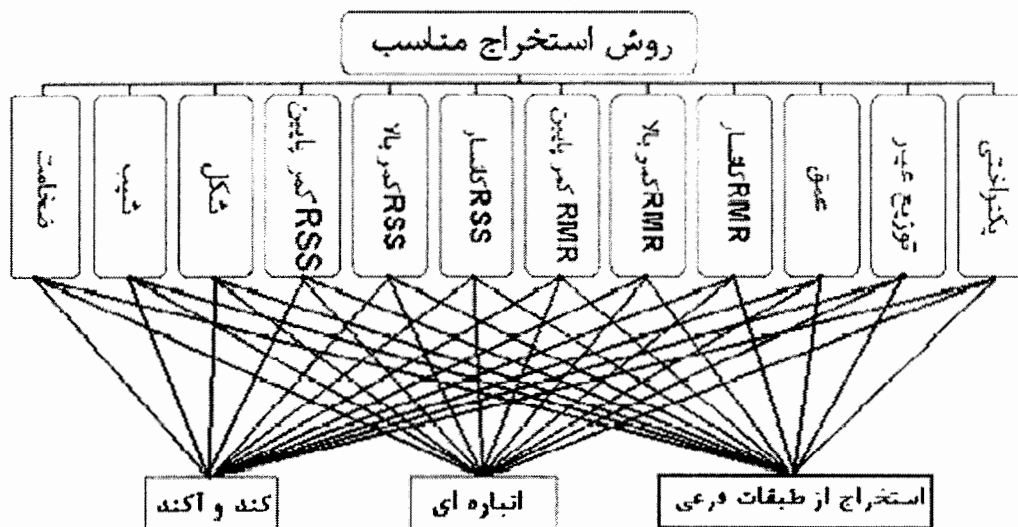 روش استخراج مناسب
یکنواختی
توزیع عیار
عمق
RMR کانسار
RMR کمر بالا
RMR کمر پایین
RSS کانسار
RSS کمر بالا
RSS کمر پایین
شکل
شیب
ضخامت
استخراج از طبقات فرعی
انباره ای
کند و آکند